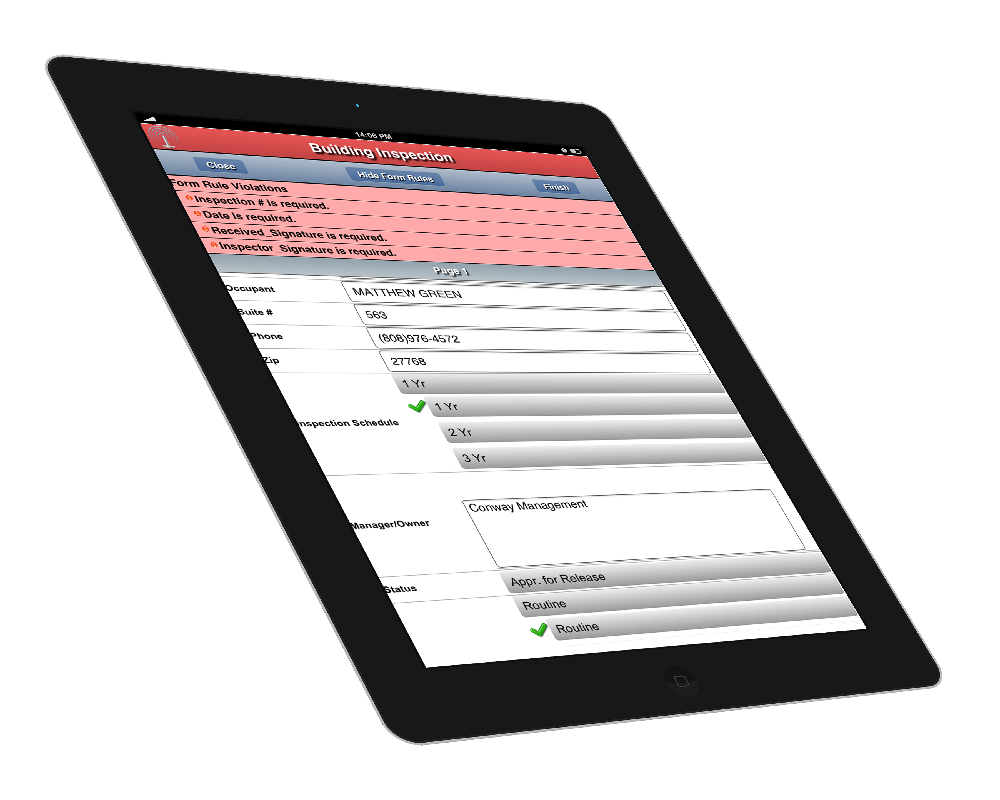 14:06 PM
Building Inspection
Close Hide Form Rules Finish
Form Rule Violations
Inspection # is required.
Date is required.
Received_Signature is required.
Inspector_Signature is required.
Page 1
Occupant MATTHEW GREEN
Suite # 563
Phone (808)976-4572
Zip 27768
1 Yr
1 Yr
Inspection Schedule
2 Yr
3 Yr
Conway Management
Manager/Owner
Status Appr. for Release
Routine
Routine